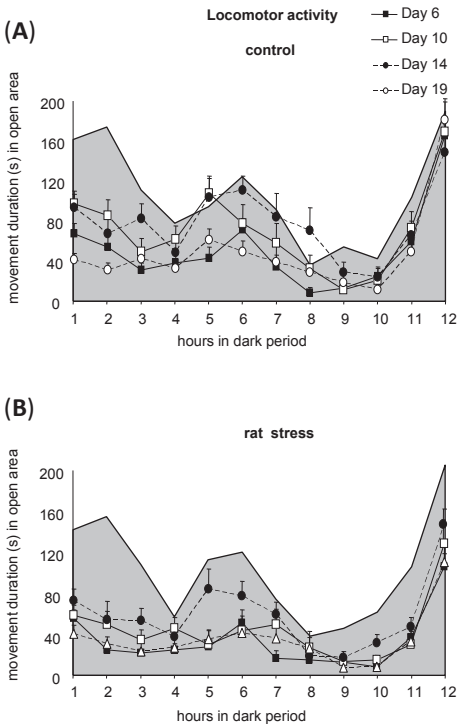 (A)
Locomotor activity
control
Day 6
Day 10
Day 14
Day 19
movement duration (s) in open area
200
160
120
80
40
0
1 2 3 4 5 6 7 8 9 10 11 12
hours in dark period
(B)
rat stress
movement duration (s) in open area
200
160
120
80
40
0
1 2 3 4 5 6 7 8 9 10 11 12
hours in dark period